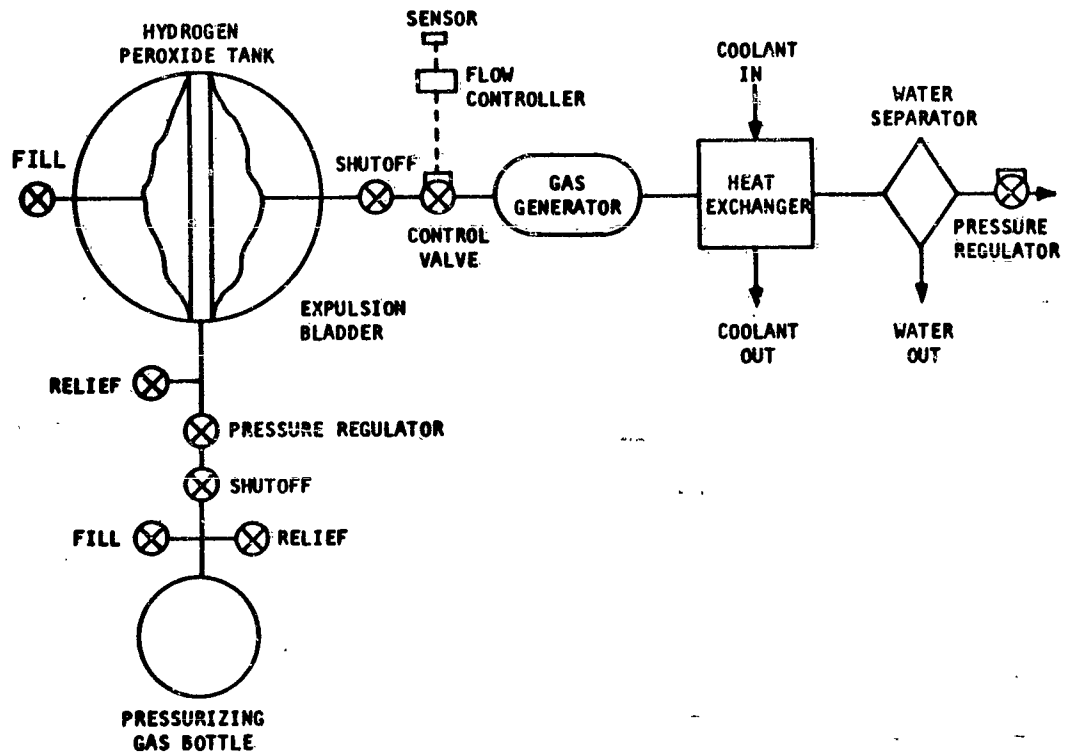 SENSOR
HYDROGEN
PEROXIDE TANK
FLOW
CONTROLLER
COOLANT
IN
WATER
SEPARATOR
FILL
SHUTOFF
CONTROL
VALVE
GAS
GENERATOR
HEAT
EXCHANGER
PRESSURE
REGULATOR
EXPULSION
BLADDER
COOLANT
OUT
WATER
OUT
RELIEF
PRESSURE REGULATOR
SHUTOFF
FILL
RELIEF
PRESSURIZING
GAS BOTTLE